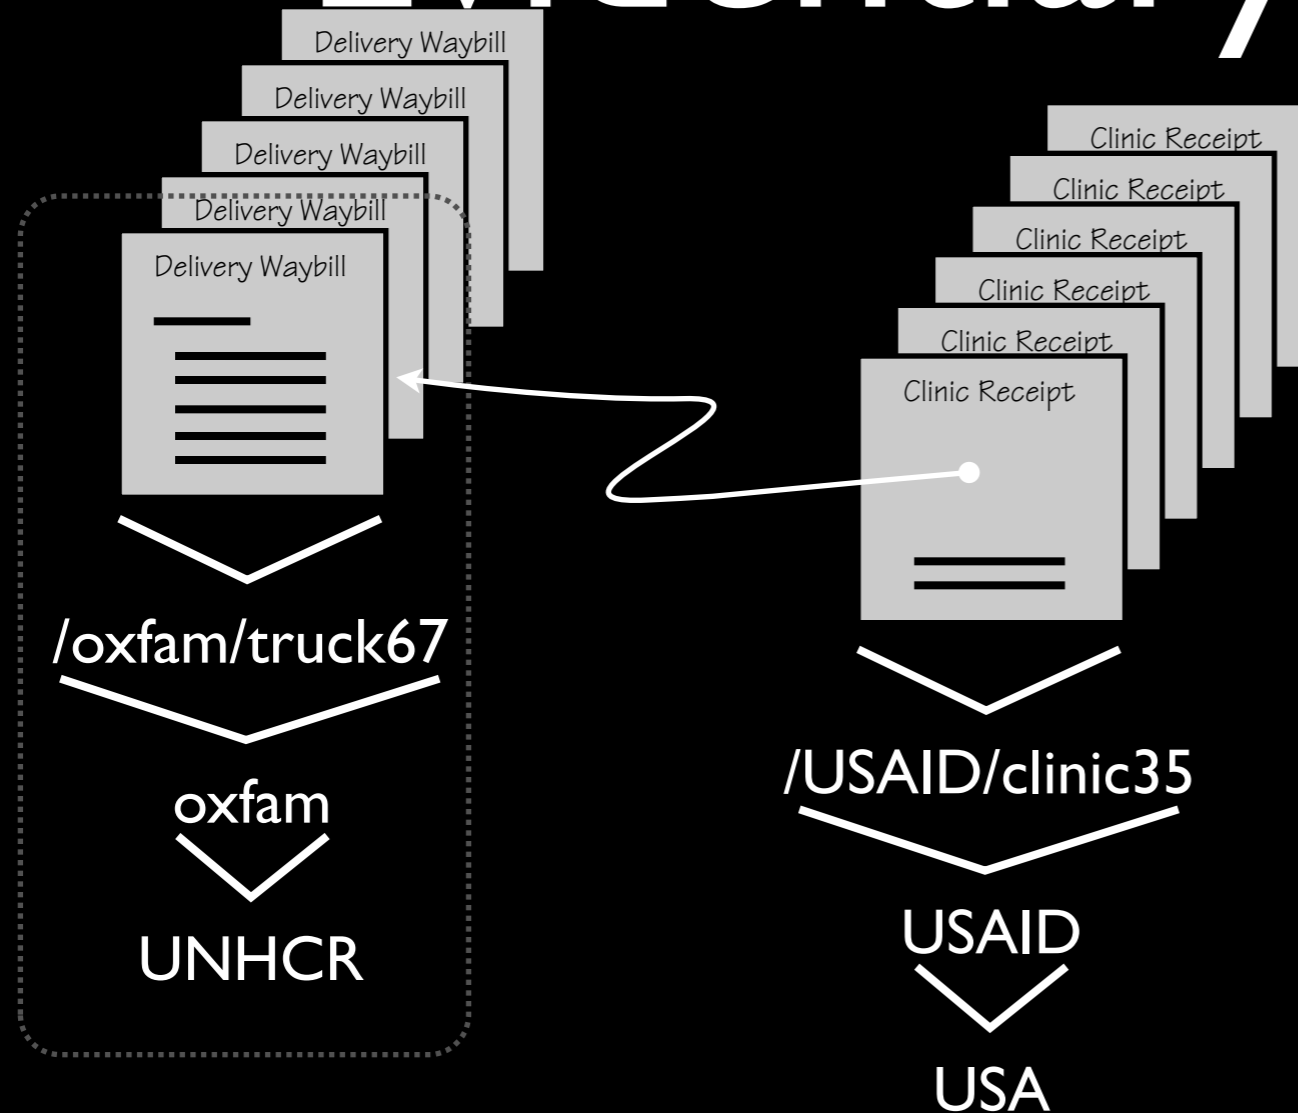 Evidentiary
Delivery Waybill
Delivery Waybill
Delivery Waybill
Delivery Waybill
Delivery Waybill
/oxfam/truck67
oxfam
UNHCR
Clinic Receipt
Clinic Receipt
Clinic Receipt
Clinic Receipt
Clinic Receipt
Clinic Receipt
/USAID/clinic35
USAID
USA